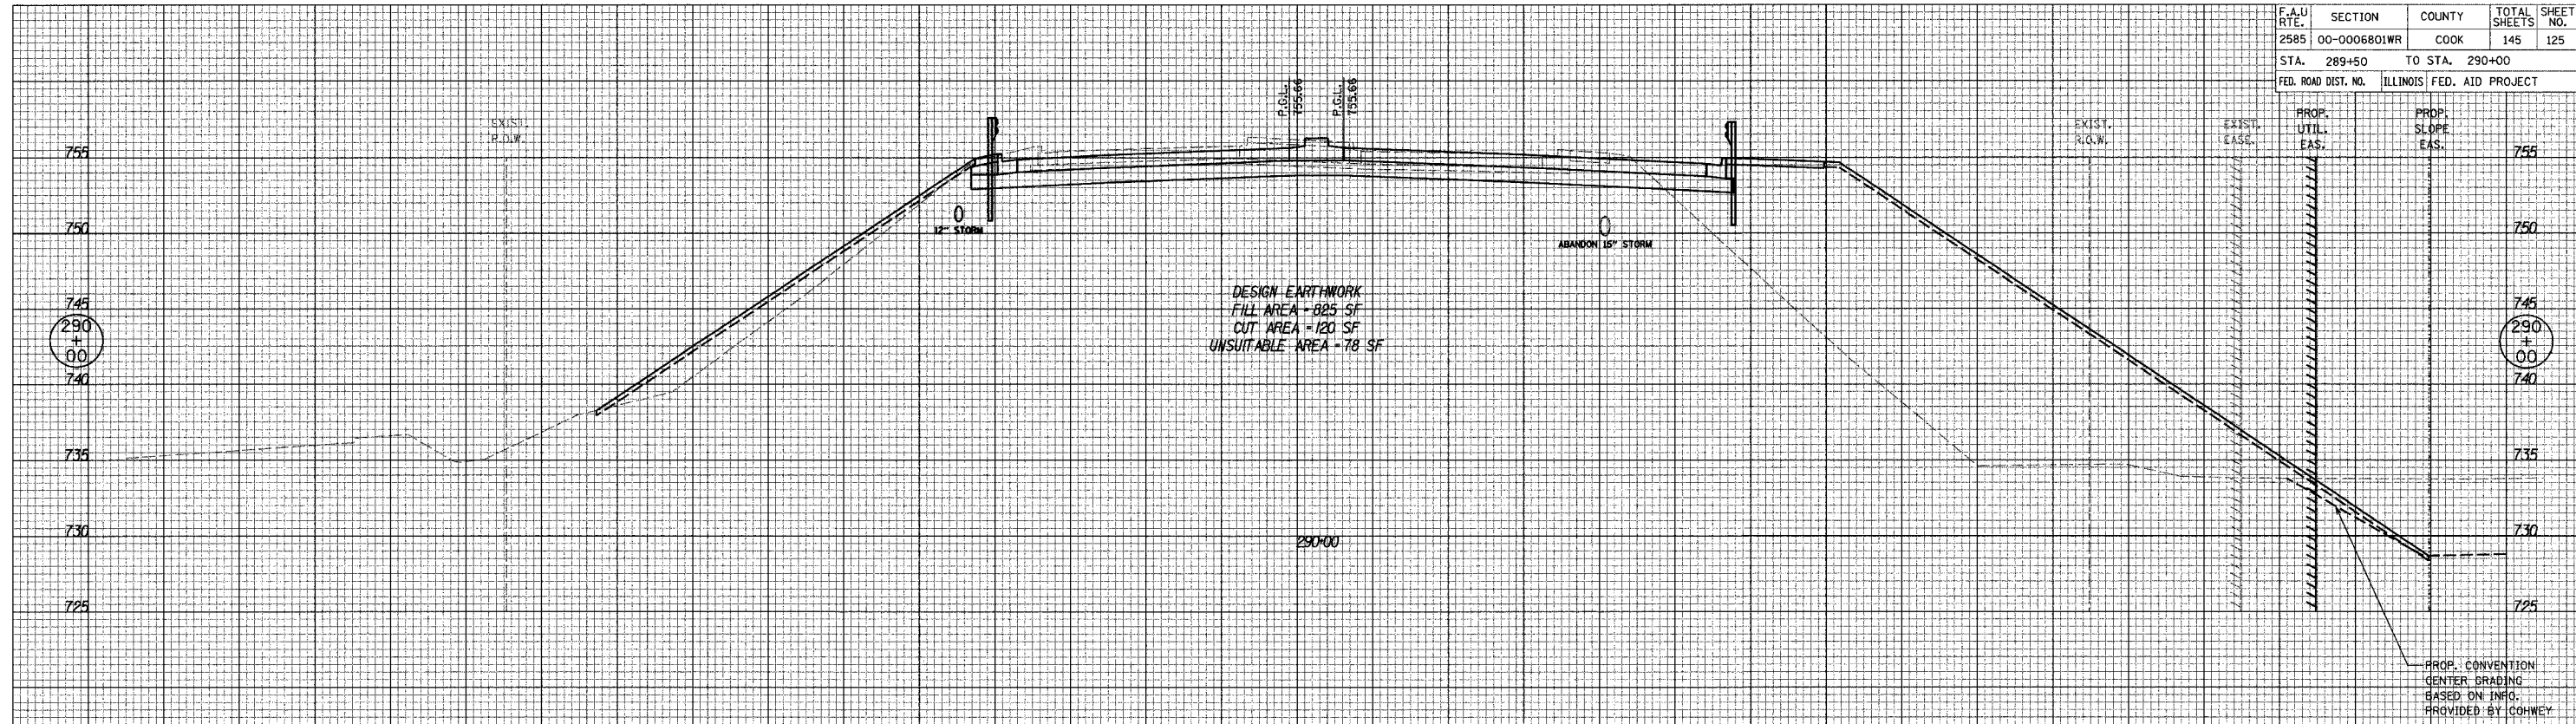 F.A.U RTE. SECTION COUNTY TOTAL SHEETS SHEET NO.
2585 00-0006801WR COOK 145 125
STA. 289+50 TO STA. 290+00
FED. ROAD DIST. NO. ILLINOIS FED. AID PROJECT
P.G.L.
755.66
P.G.L.
755.66
EXIST.
R.O.W.
EXIST.
R.O.W.
EXIST.
EASE.
PROP.
UTIL.
EAS.
PROP.
SLOPE
EAS.
755
755
750
750
12" STORM
ABANDON 15" STORM
745
745
DESIGN EARTHWORK
FILL AREA = 825 SF
CUT AREA = 120 SF
UNSUITABLE AREA = 78 SF
290
+
00
290
+
00
740
740
735
735
730
730
290+00
725
725
PROP. CONVENTION
CENTER GRADING
BASED ON INFO.
PROVIDED BY COHWEY